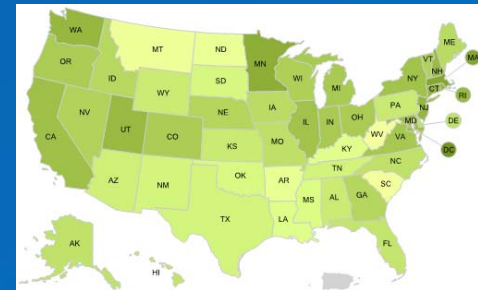 WA
MT
ND
MN
ME
OR
ID
SD
WI
MI
VT
NH
NY
MA
WY
CT
RI
NV
NE
IA
PA
NJ
CA
UT
CO
IL
IN
OH
MD
DE
WV
VA
DC
KS
MO
KY
AZ
NM
OK
AR
TN
NC
SC
TX
LA
MS
AL
GA
FL
AK
HI